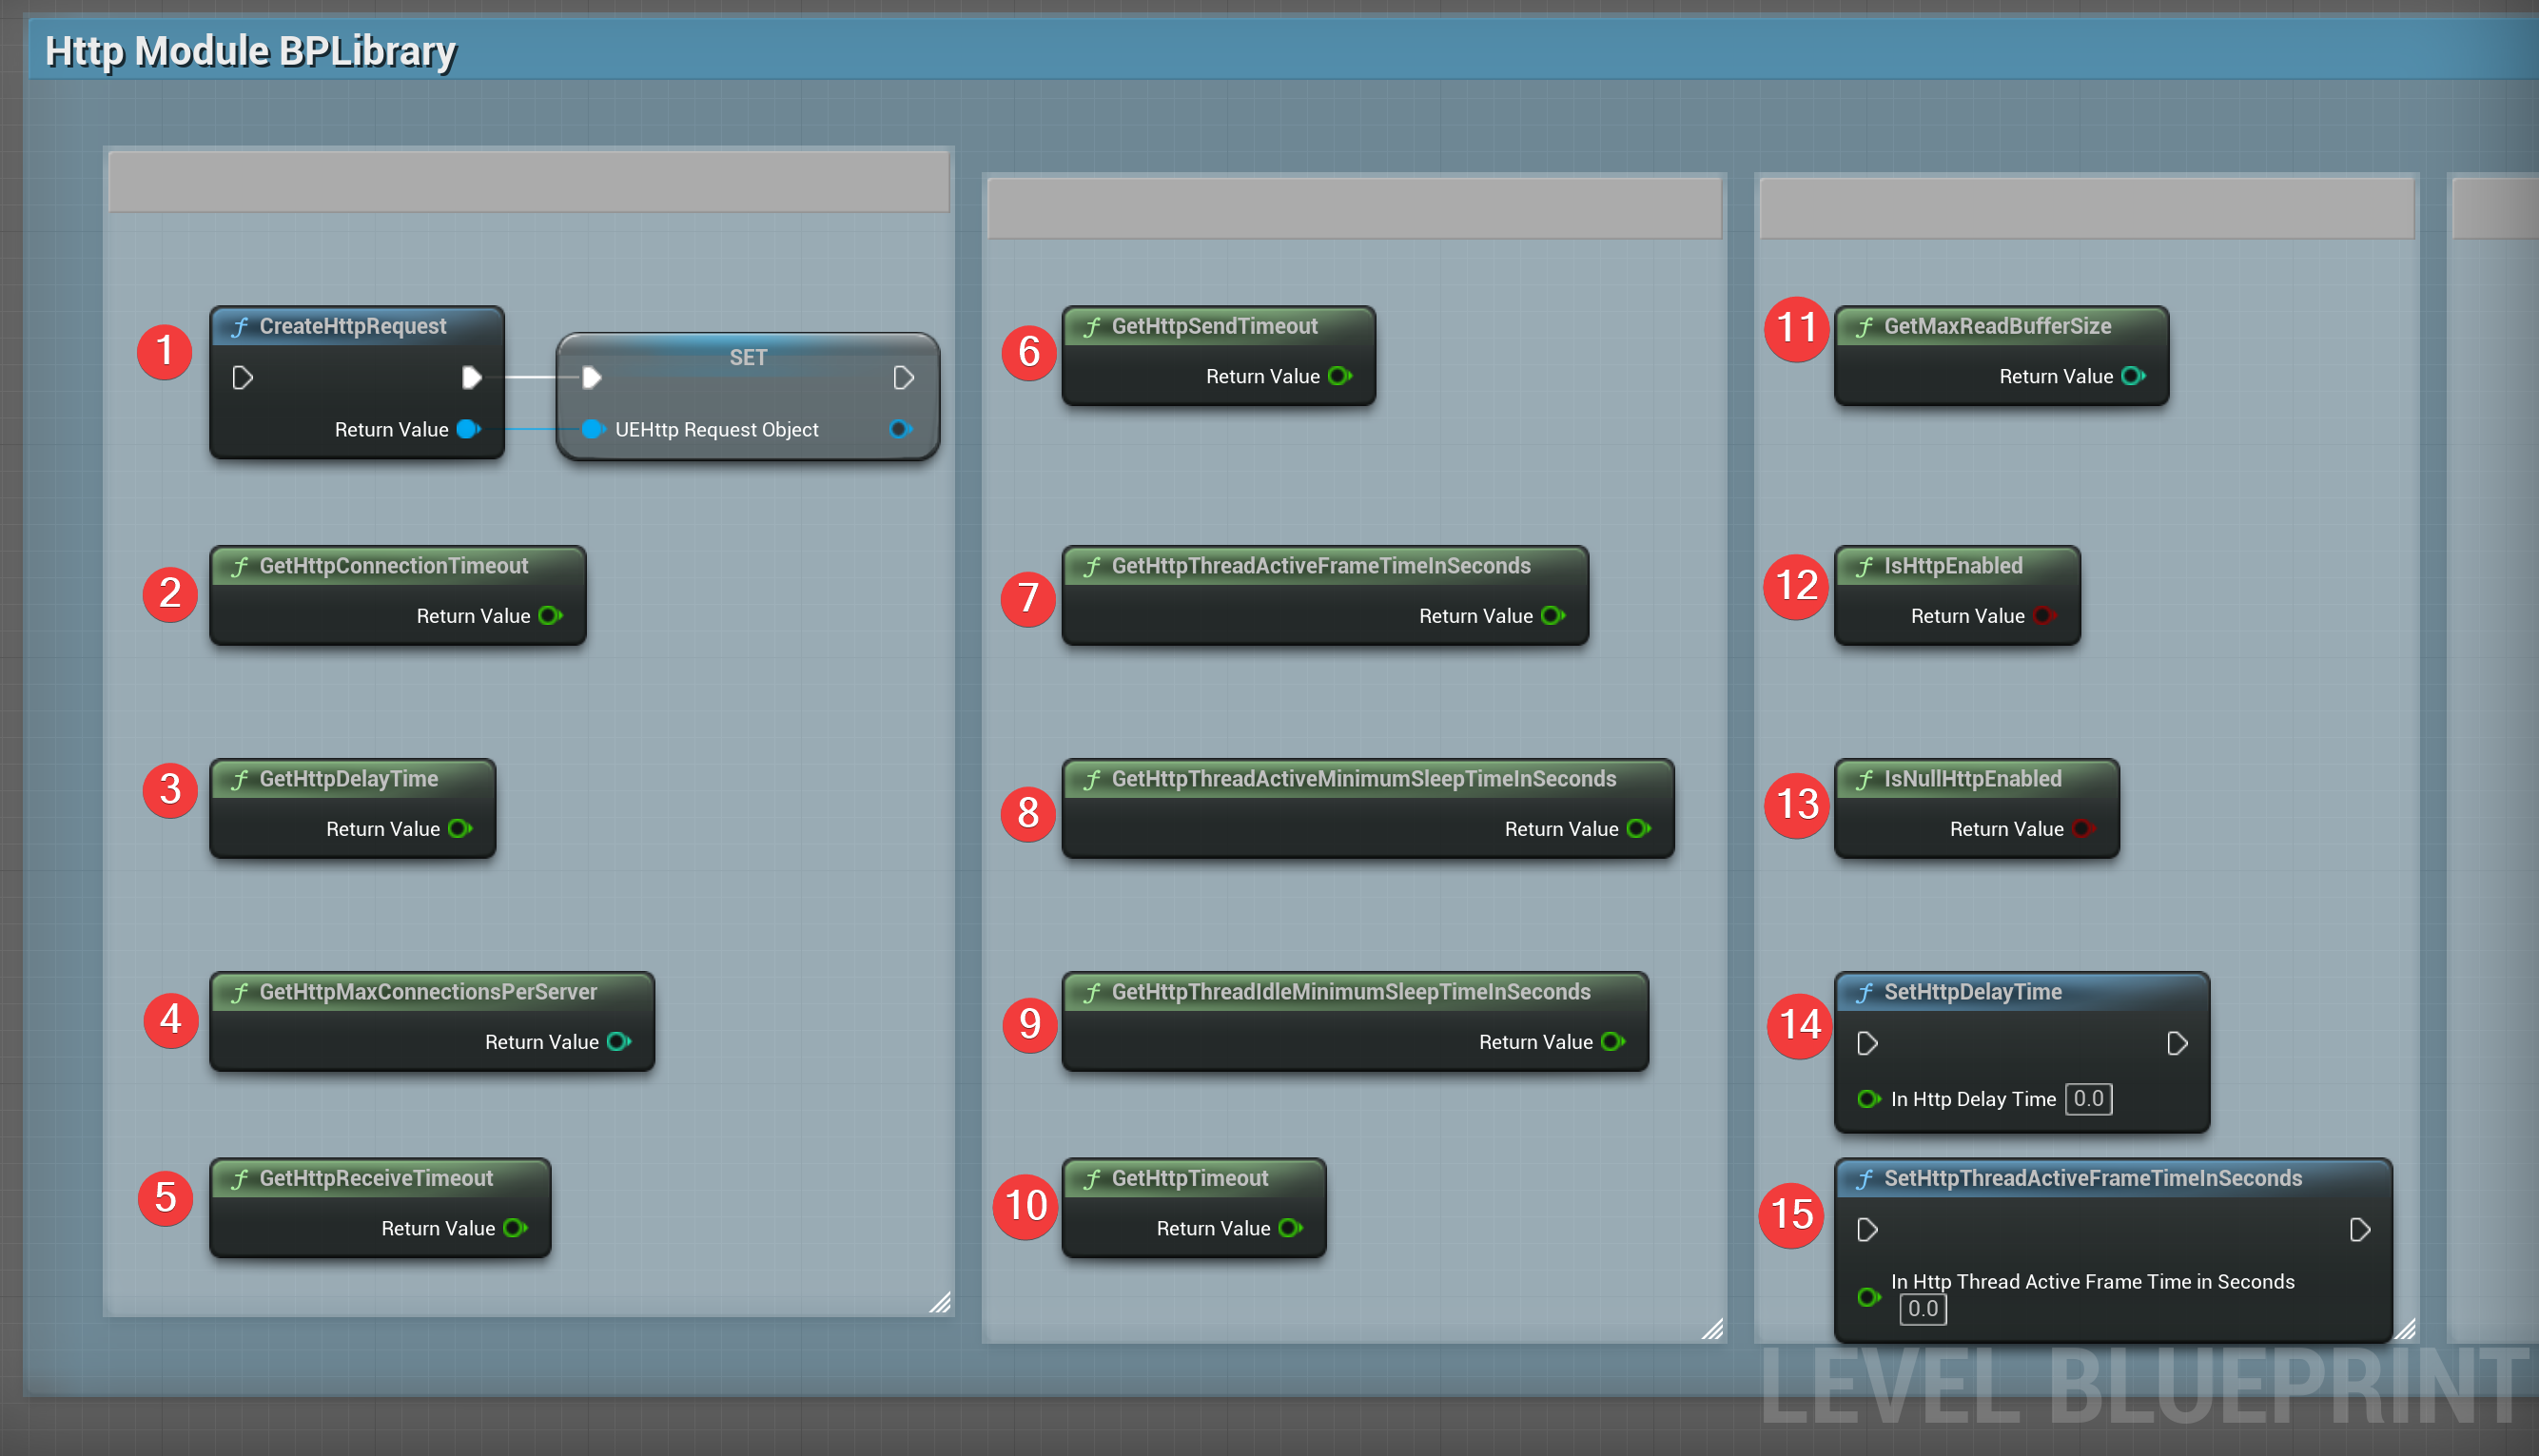 Http Module BPLibrary
1
f CreateHttpRequest
Return Value
SET
UEHttp Request Object
2
f GetHttpConnectionTimeout
Return Value
3
f GetHttpDelayTime
Return Value
4
f GetHttpMaxConnectionsPerServer
Return Value
5
f GetHttpReceiveTimeout
Return Value
6
f GetHttpSendTimeout
Return Value
7
f GetHttpThreadActiveFrameTimeInSeconds
Return Value
8
f GetHttpThreadActiveMinimumSleepTimeInSeconds
Return Value
9
f GetHttpThreadIdleMinimumSleepTimeInSeconds
Return Value
10
f GetHttpTimeout
Return Value
11
f GetMaxReadBufferSize
Return Value
12
f IsHttpEnabled
Return Value
13
f IsNullHttpEnabled
Return Value
14
f SetHttpDelayTime
In Http Delay Time 0.0
15
f SetHttpThreadActiveFrameTimeInSeconds
In Http Thread Active Frame Time in Seconds
0.0
LEVEL BLUEPRINT